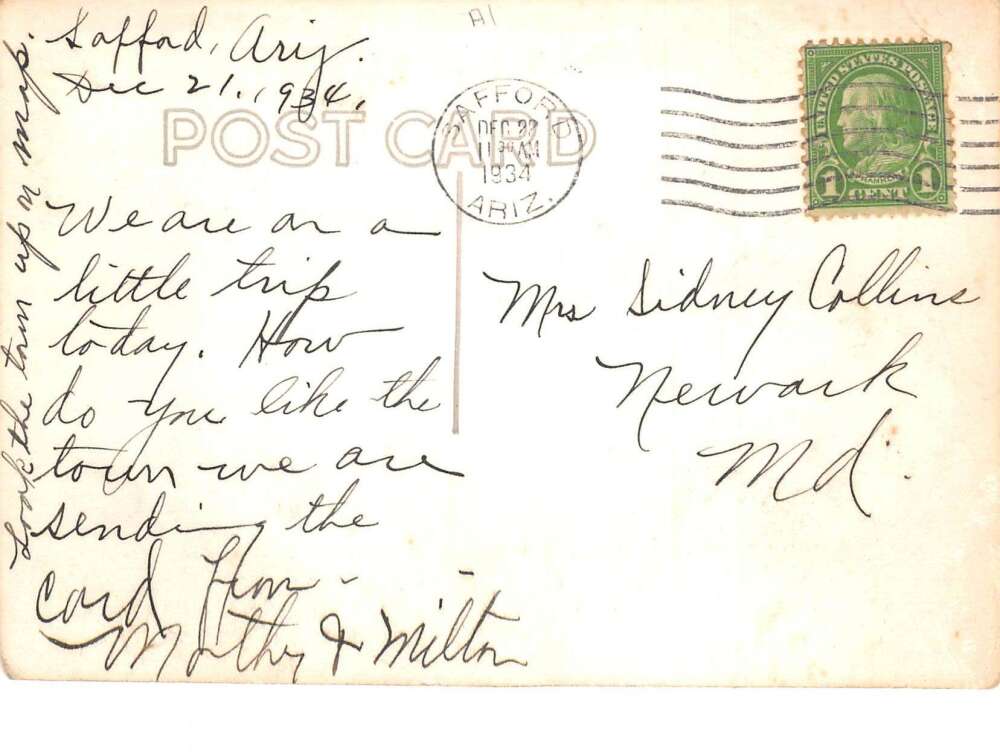 A1
Safford, Ariz.
Dec 21, 1934.
POST CARD
SAFFORD
DEC 22
11 30 AM
1934
ARIZ.
UNITED STATES POSTAGE
FRANKLIN
1 CENT 1
We are on a
little trip
today. How
do you like the
town we are
sending the
card from -
& Milton
Look the town up on map.
Mrs Sidney Collins
Newark
Md.